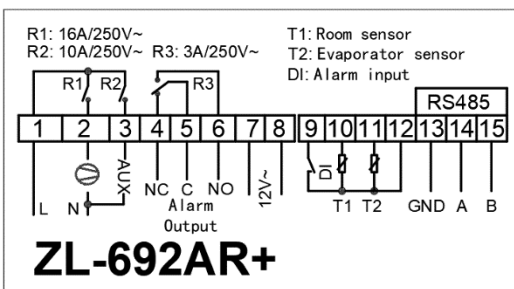 R1: 16A/250V~
R2: 10A/250V~ R3: 3A/250V~
T1: Room sensor
T2: Evaporator sensor
DI: Alarm input
R1 R2 R3
RS485
1 2 3 4 5 6 7 8 9 10 11 12 13 14 15
L N AUX NC C NO 12V~ DI T1 T2 GND A B
Alarm
Output
ZL-692AR+